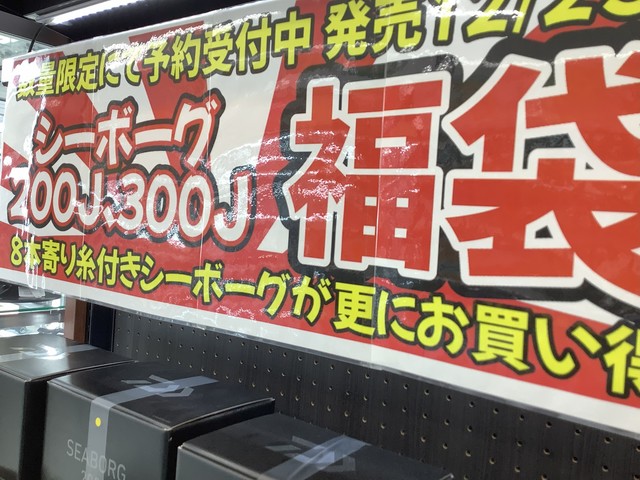 数量限定にて予約受付中 発売12/23
シーボーグ
200J、300J
福袋
8本寄り糸付きシーボーグが更にお買い得
SEABORG